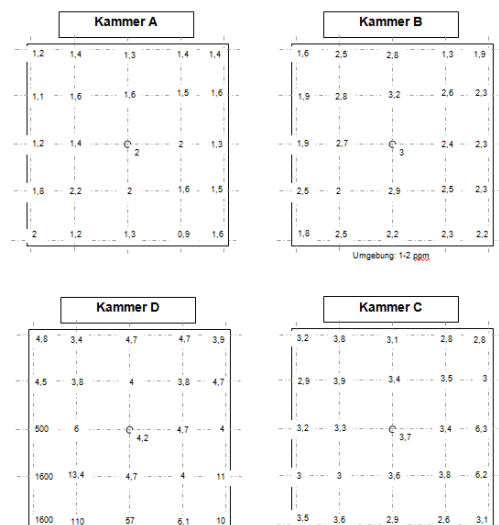 Kammer A
1,2 1,4 1,3 1,4 1,4
1,1 1,6 1,6 1,5 1,6
1,2 1,4 2 2 1,3
1,8 2,2 2 1,6 1,5
2 1,2 1,3 0,9 1,6
Kammer B
1,6 2,5 2,8 1,3 1,9
1,9 2,8 3,2 2,6 2,3
1,9 2,7 3 2,4 2,3
2,5 2 2,9 2,5 2,3
1,8 2,5 2,2 2,3 2,2
Umgebung: 1-2 ppm
Kammer D
4,8 3,4 4,7 4,7 3,9
4,5 3,8 4 3,8 4,7
500 6 4,2 4,7 4
1600 13,4 4,7 4 11
1600 110 57 6,1 10
Kammer C
3,2 3,8 3,1 2,8 2,8
2,9 3,9 3,4 3,5 3
3,2 3,3 3,7 3,4 6,3
3 3 3,6 3,8 6,2
3,5 3,6 2,9 2,6 3,1